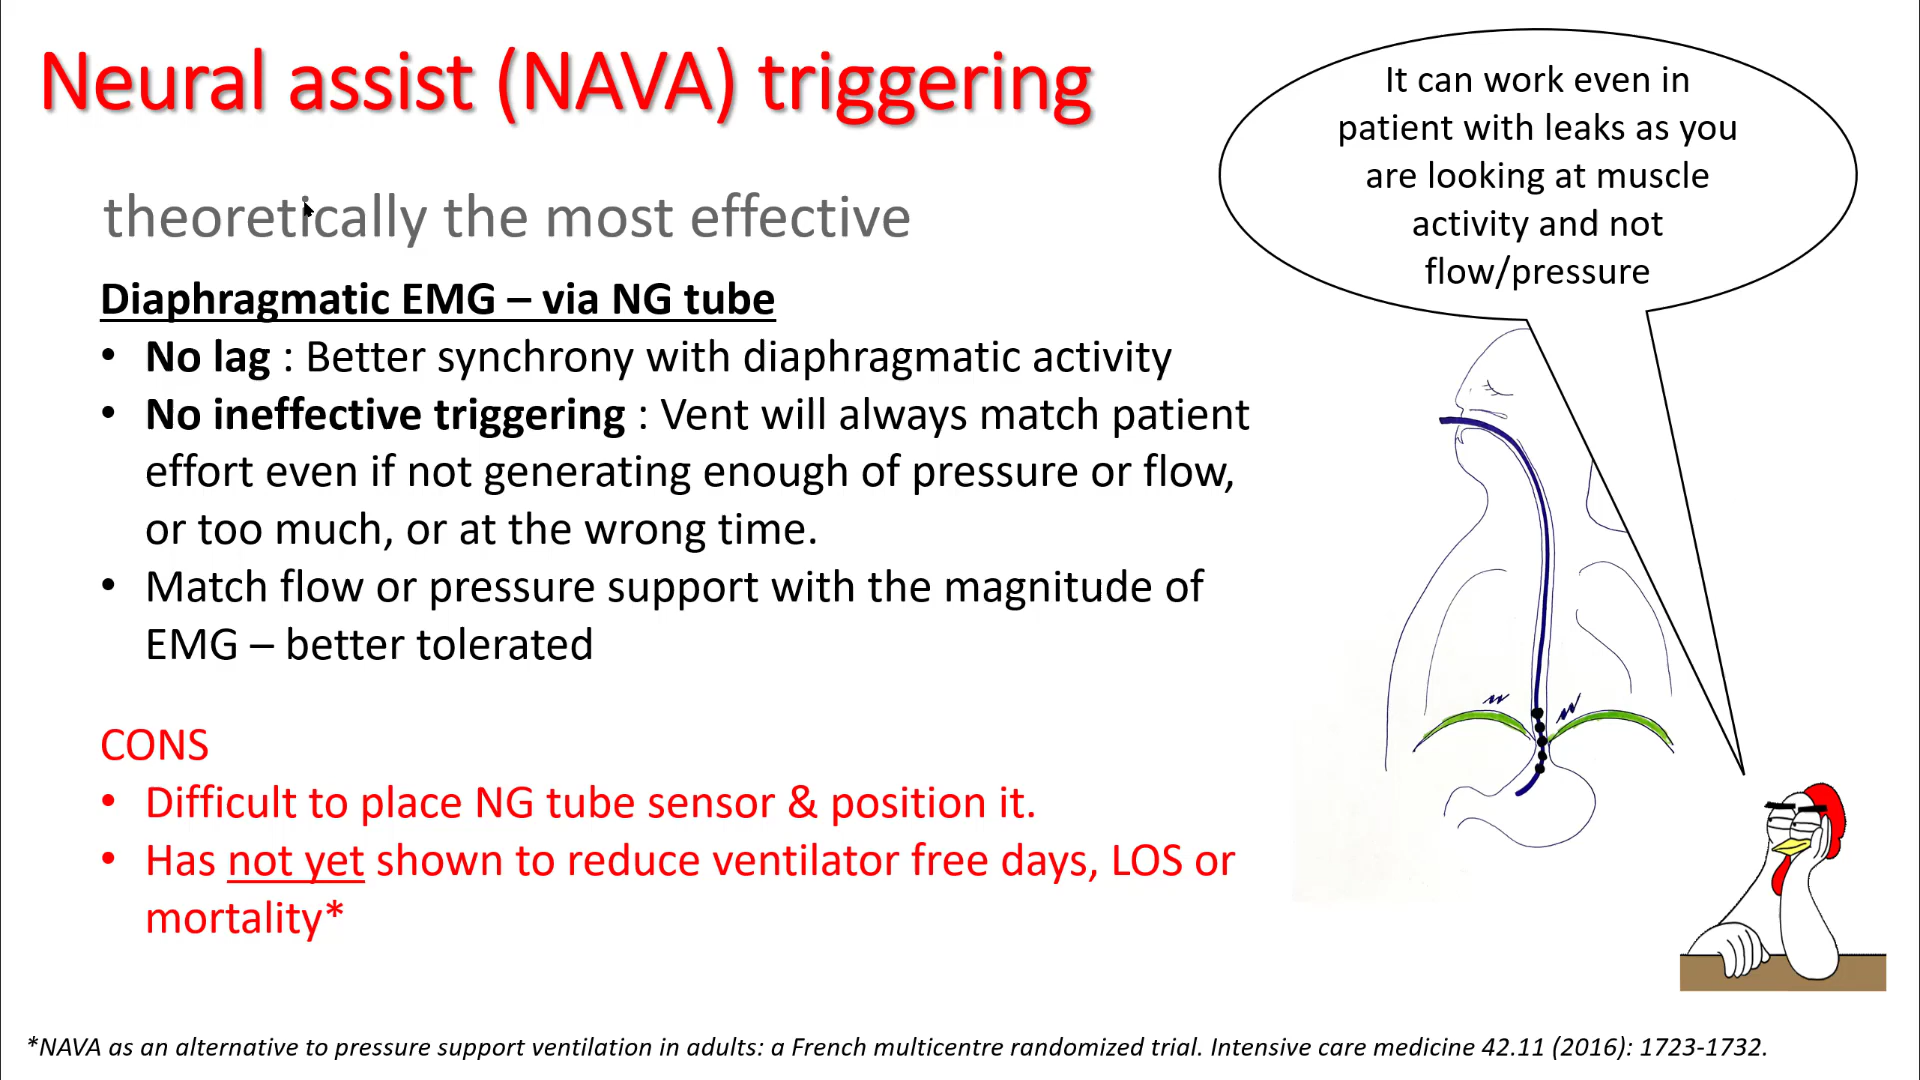 Neural assist (NAVA) triggering
It can work even in
patient with leaks as you
are looking at muscle
activity and not
flow/pressure
theoretically the most effective
Diaphragmatic EMG – via NG tube
• No lag : Better synchrony with diaphragmatic activity
• No ineffective triggering : Vent will always match patient
effort even if not generating enough of pressure or flow,
or too much, or at the wrong time.
• Match flow or pressure support with the magnitude of
EMG – better tolerated
CONS
• Difficult to place NG tube sensor & position it.
• Has not yet shown to reduce ventilator free days, LOS or
mortality*
*NAVA as an alternative to pressure support ventilation in adults: a French multicentre randomized trial. Intensive care medicine 42.11 (2016): 1723-1732.